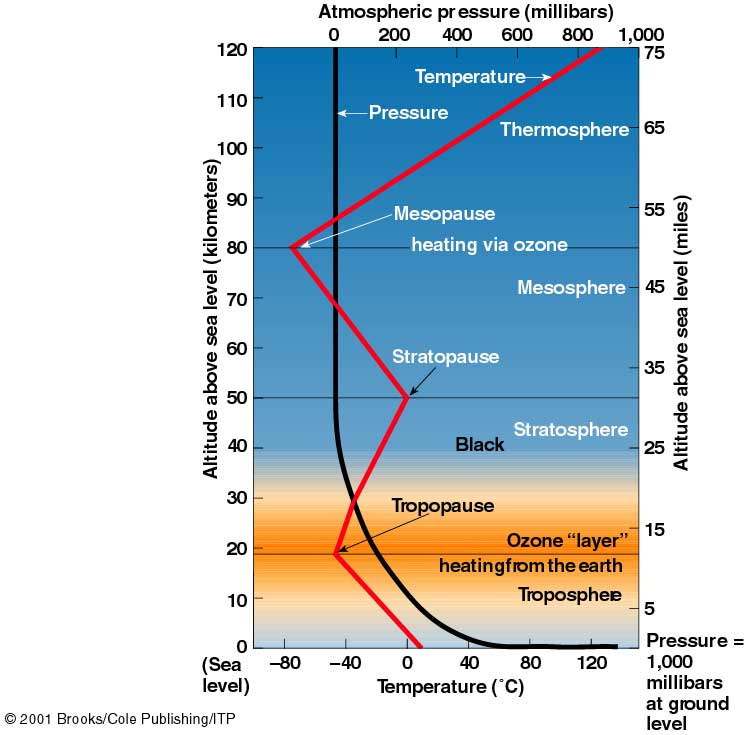 Atmospheric pressure (millibars)
0 200 400 600 800 1,000
120 75
Temperature
110
Pressure
Thermosphere 65
100
90
Mesopause 55
80 heating via ozone
Mesosphere 45
70
60
Stratopause 35
50
Stratosphere
40 Black 25
30
Tropopause 15
Ozone “layer”
20
heating from the earth
10 Troposphere 5
0
Pressure =
1,000
millibars
at ground
level
(Sea
level)
–80 –40 0 40 80 120
Temperature (˚C)
Altitude above sea level (kilometers)
Altitude above sea level (miles)
© 2001 Brooks/Cole Publishing/ITP